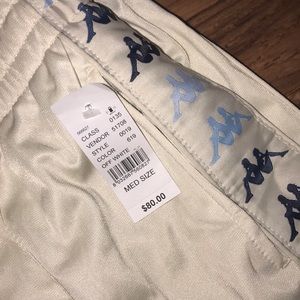 CLASS 0135
VENDOR 51708
STYLE 0019
COLOR 619
OFF WHITE
MED SIZE
$80.00